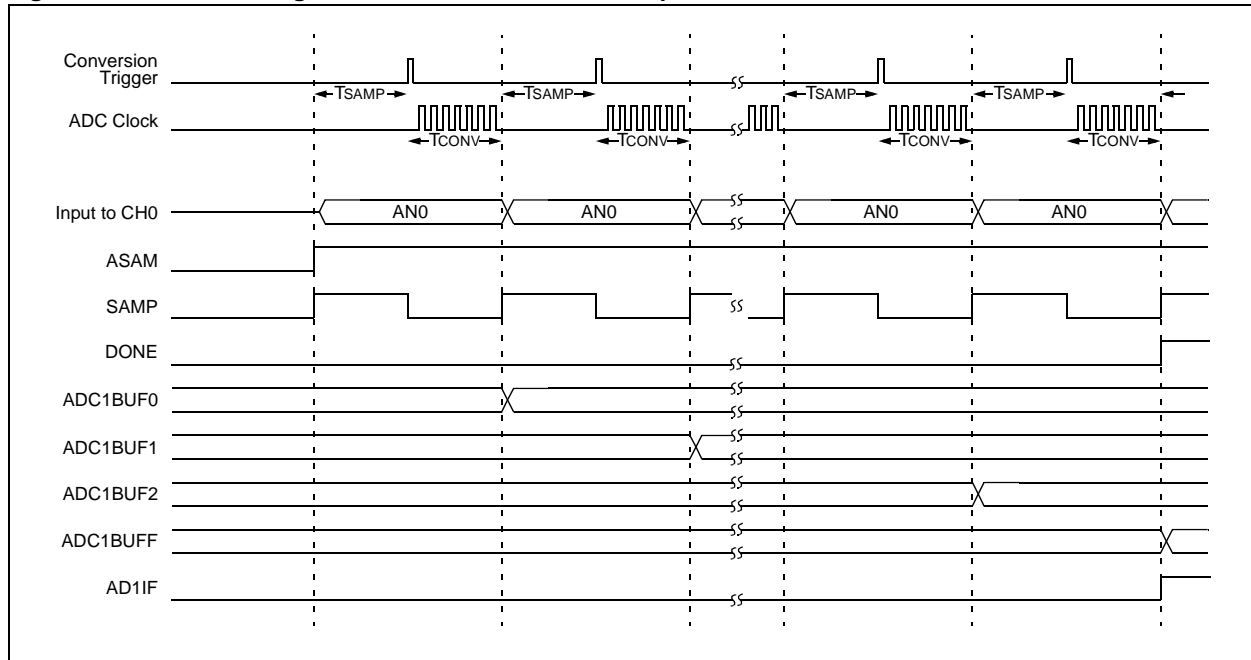 Conversion
Trigger
TSAMP TSAMP TSAMP TSAMP
ADC Clock
TCONV TCONV TCONV TCONV
Input to CH0 AN0 AN0 AN0 AN0
ASAM
SAMP
DONE
ADC1BUF0
ADC1BUF1
ADC1BUF2
ADC1BUFF
AD1IF